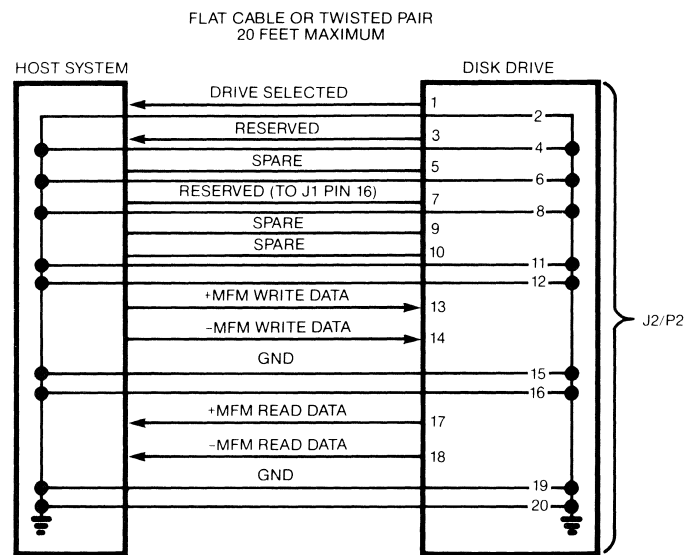 FLAT CABLE OR TWISTED PAIR
20 FEET MAXIMUM
HOST SYSTEM
DISK DRIVE
DRIVE SELECTED
1
2
RESERVED
3
4
SPARE
5
6
RESERVED (TO J1 PIN 16)
7
8
SPARE
9
SPARE
10
11
12
+MFM WRITE DATA
13
-MFM WRITE DATA
14
J2/P2
GND
15
16
+MFM READ DATA
17
-MFM READ DATA
18
GND
19
20